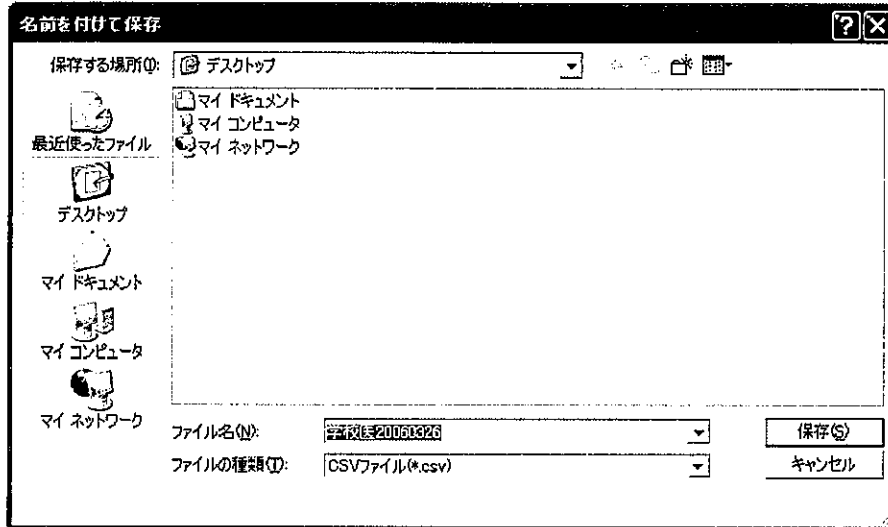 名前を付けて保存
保存する場所(I):
デスクトップ
マイ ドキュメント
マイ コンピュータ
マイ ネットワーク
最近使ったファイル
デスクトップ
マイ ドキュメント
マイ コンピュータ
マイ ネットワーク
ファイル名(N):
学校医20060326
保存(S)
ファイルの種類(T):
CSVファイル(*.csv)
キャンセル